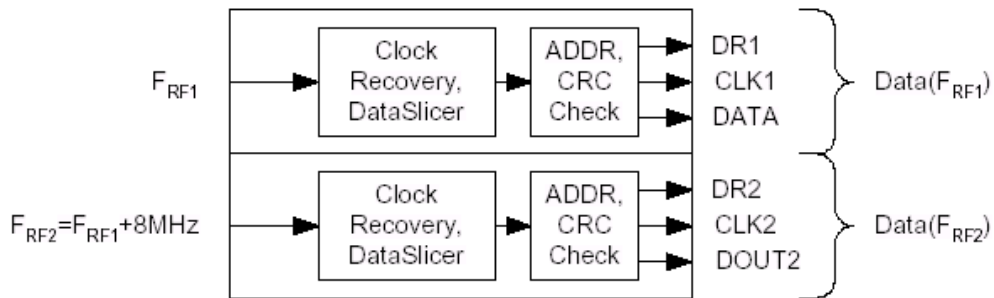 F_RF1
Clock
Recovery,
DataSlicer
ADDR,
CRC
Check
DR1
CLK1
DATA
Data(F_RF1)
F_RF2=F_RF1+8MHz
Clock
Recovery,
DataSlicer
ADDR,
CRC
Check
DR2
CLK2
DOUT2
Data(F_RF2)